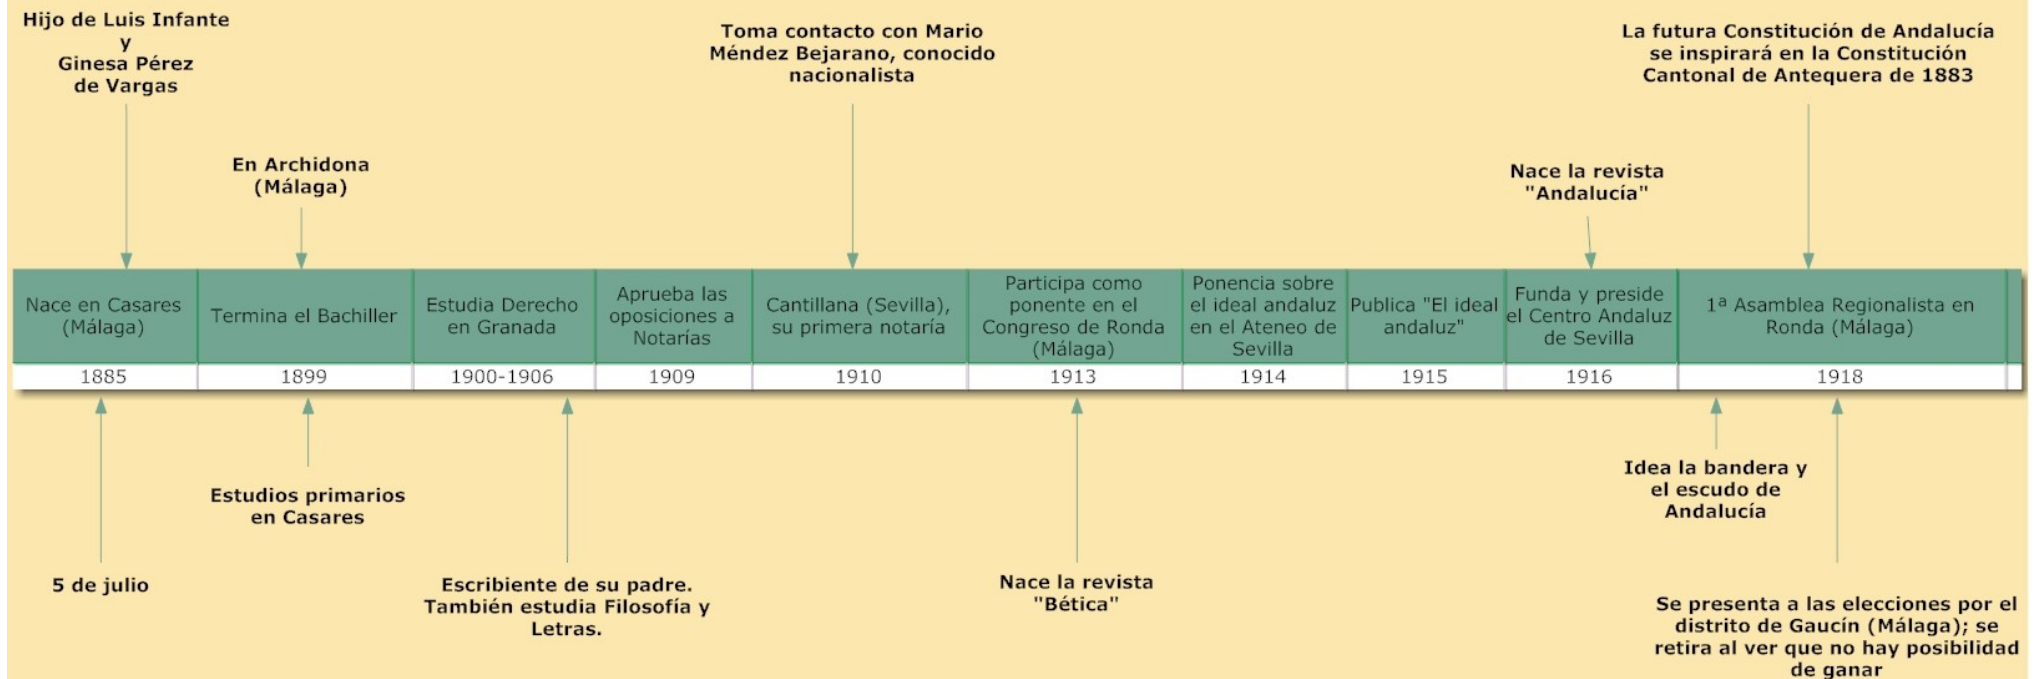 Hijo de Luis Infante
y
Ginesa Pérez
de Vargas
Toma contacto con Mario
Méndez Bejarano, conocido
nacionalista
La futura Constitución de Andalucía
se inspirará en la Constitución
Cantonal de Antequera de 1883
En Archidona
(Málaga)
Nace la revista
"Andalucía"
Nace en Casares
(Málaga)
Termina el Bachiller
Estudia Derecho
en Granada
Aprueba las
oposiciones a
Notarías
Cantillana (Sevilla),
su primera notaría
Participa como
ponente en el
Congreso de Ronda
(Málaga)
Ponencia sobre
el ideal andaluz
en el Ateneo de
Sevilla
Publica "El ideal
andaluz"
Funda y preside
el Centro Andaluz
de Sevilla
1ª Asamblea Regionalista en
Ronda (Málaga)
1885
1899
1900-1906
1909
1910
1913
1914
1915
1916
1918
Estudios primarios
en Casares
Idea la bandera y
el escudo de
Andalucía
5 de julio
Escribiente de su padre.
También estudia Filosofía y
Letras.
Nace la revista
"Bética"
Se presenta a las elecciones por el
distrito de Gaucín (Málaga); se
retira al ver que no hay posibilidad
de ganar